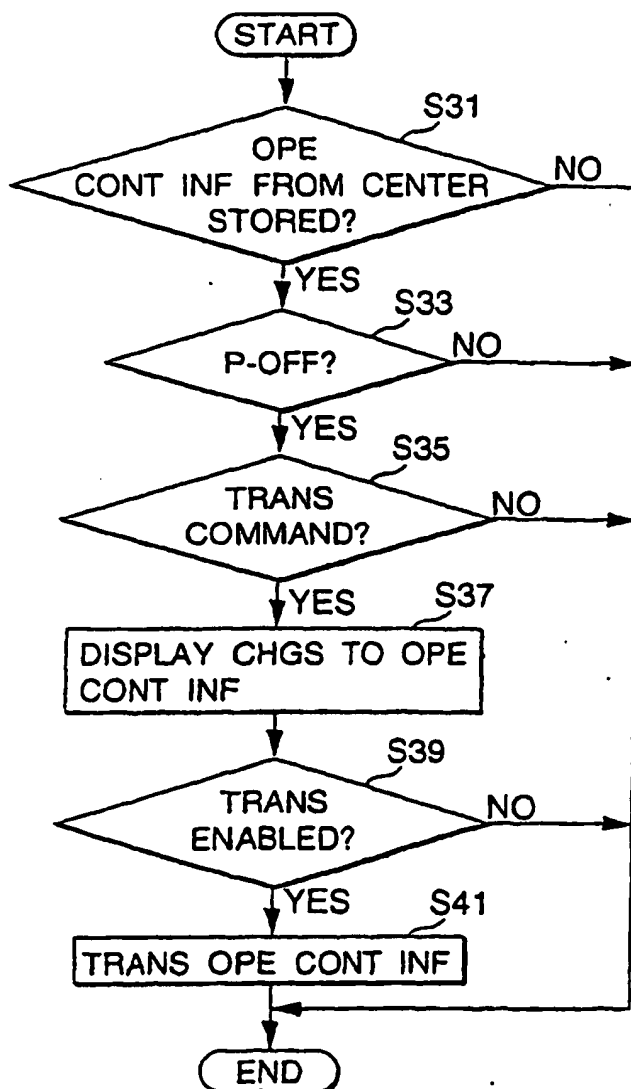 START
S31
OPE
CONT INF FROM CENTER
STORED?
NO
YES
S33
P-OFF?
NO
YES
S35
TRANS
COMMAND?
NO
YES
S37
DISPLAY CHGS TO OPE
CONT INF
S39
TRANS
ENABLED?
NO
YES
S41
TRANS OPE CONT INF
END